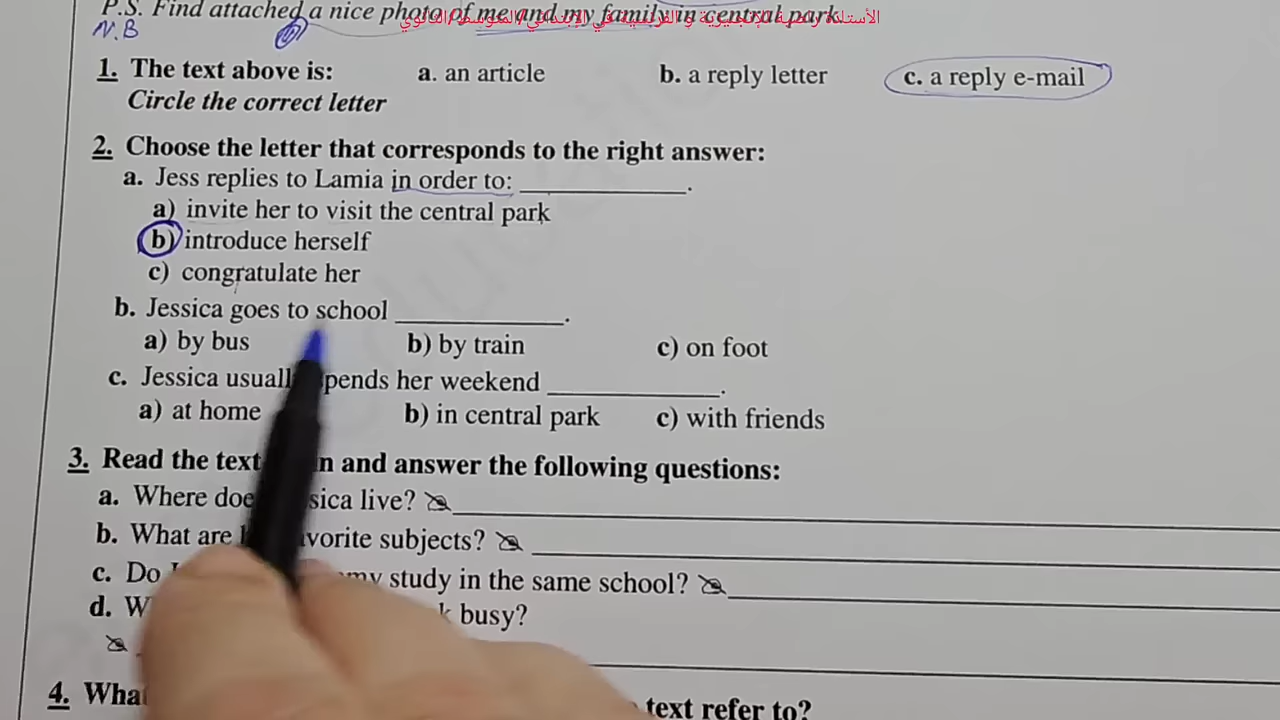 P.S. Find attached a nice photo of me and my family in central park
N.B
1. The text above is: a. an article b. a reply letter c. a reply e-mail
Circle the correct letter
2. Choose the letter that corresponds to the right answer:
a. Jess replies to Lamia in order to: ____________.
a) invite her to visit the central park
b) introduce herself
c) congratulate her
b. Jessica goes to school ____________.
a) by bus b) by train c) on foot
c. Jessica usuall pends her weekend ____________.
a) at home b) in central park c) with friends
3. Read the text n and answer the following questions:
a. Where doe sica live?
b. What are vorite subjects?
c. Do my study in the same school?
d. W busy?
4. What text refer to?